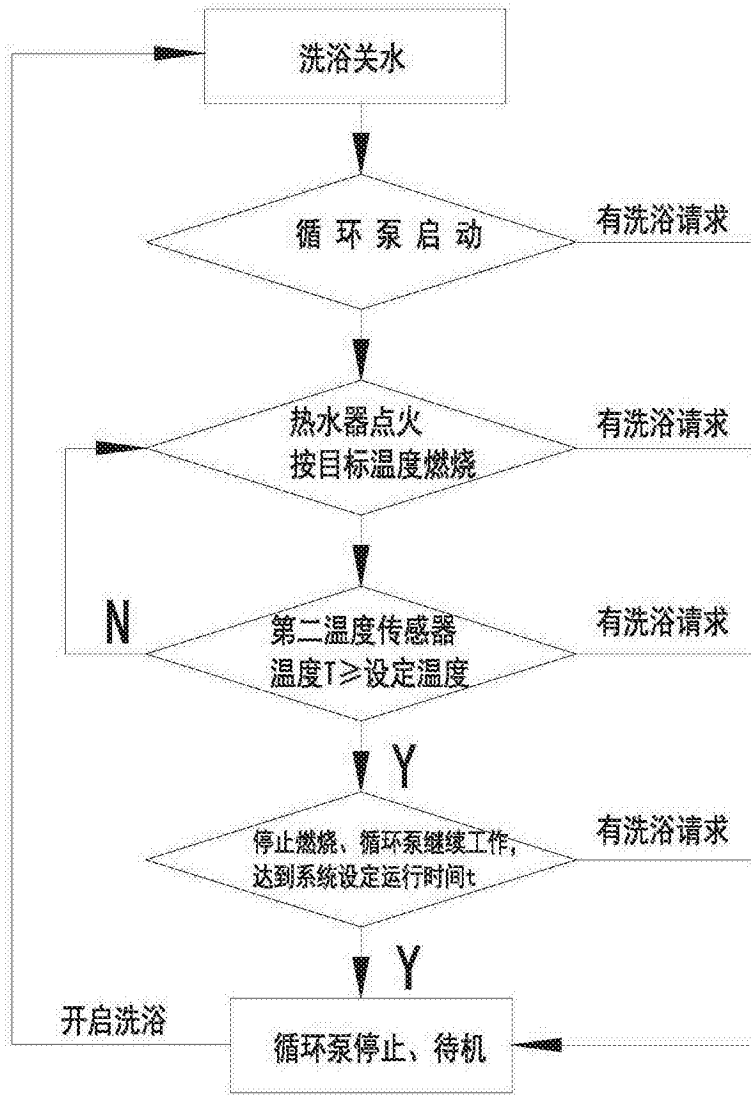 洗浴关水
循环泵启动
有洗浴请求
热水器点火
按目标温度燃烧
有洗浴请求
N
第二温度传感器
温度T≥设定温度
有洗浴请求
Y
停止燃烧、循环泵继续工作，
达到系统设定运行时间t
有洗浴请求
Y
开启洗浴
循环泵停止、待机